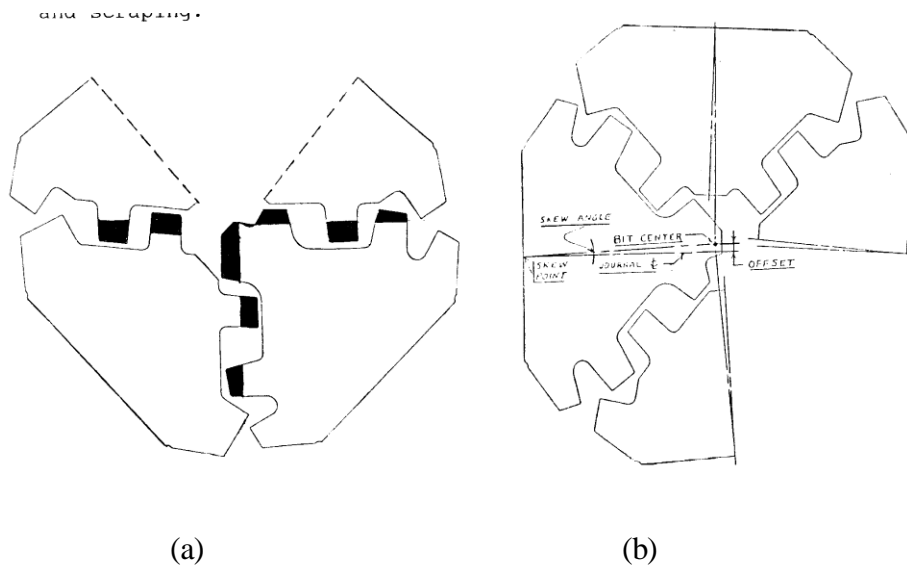 and scraping.
SKEW ANGLE
BIT CENTER
SKEW
POINT
JOURNAL ℄
OFFSET
(a)
(b)